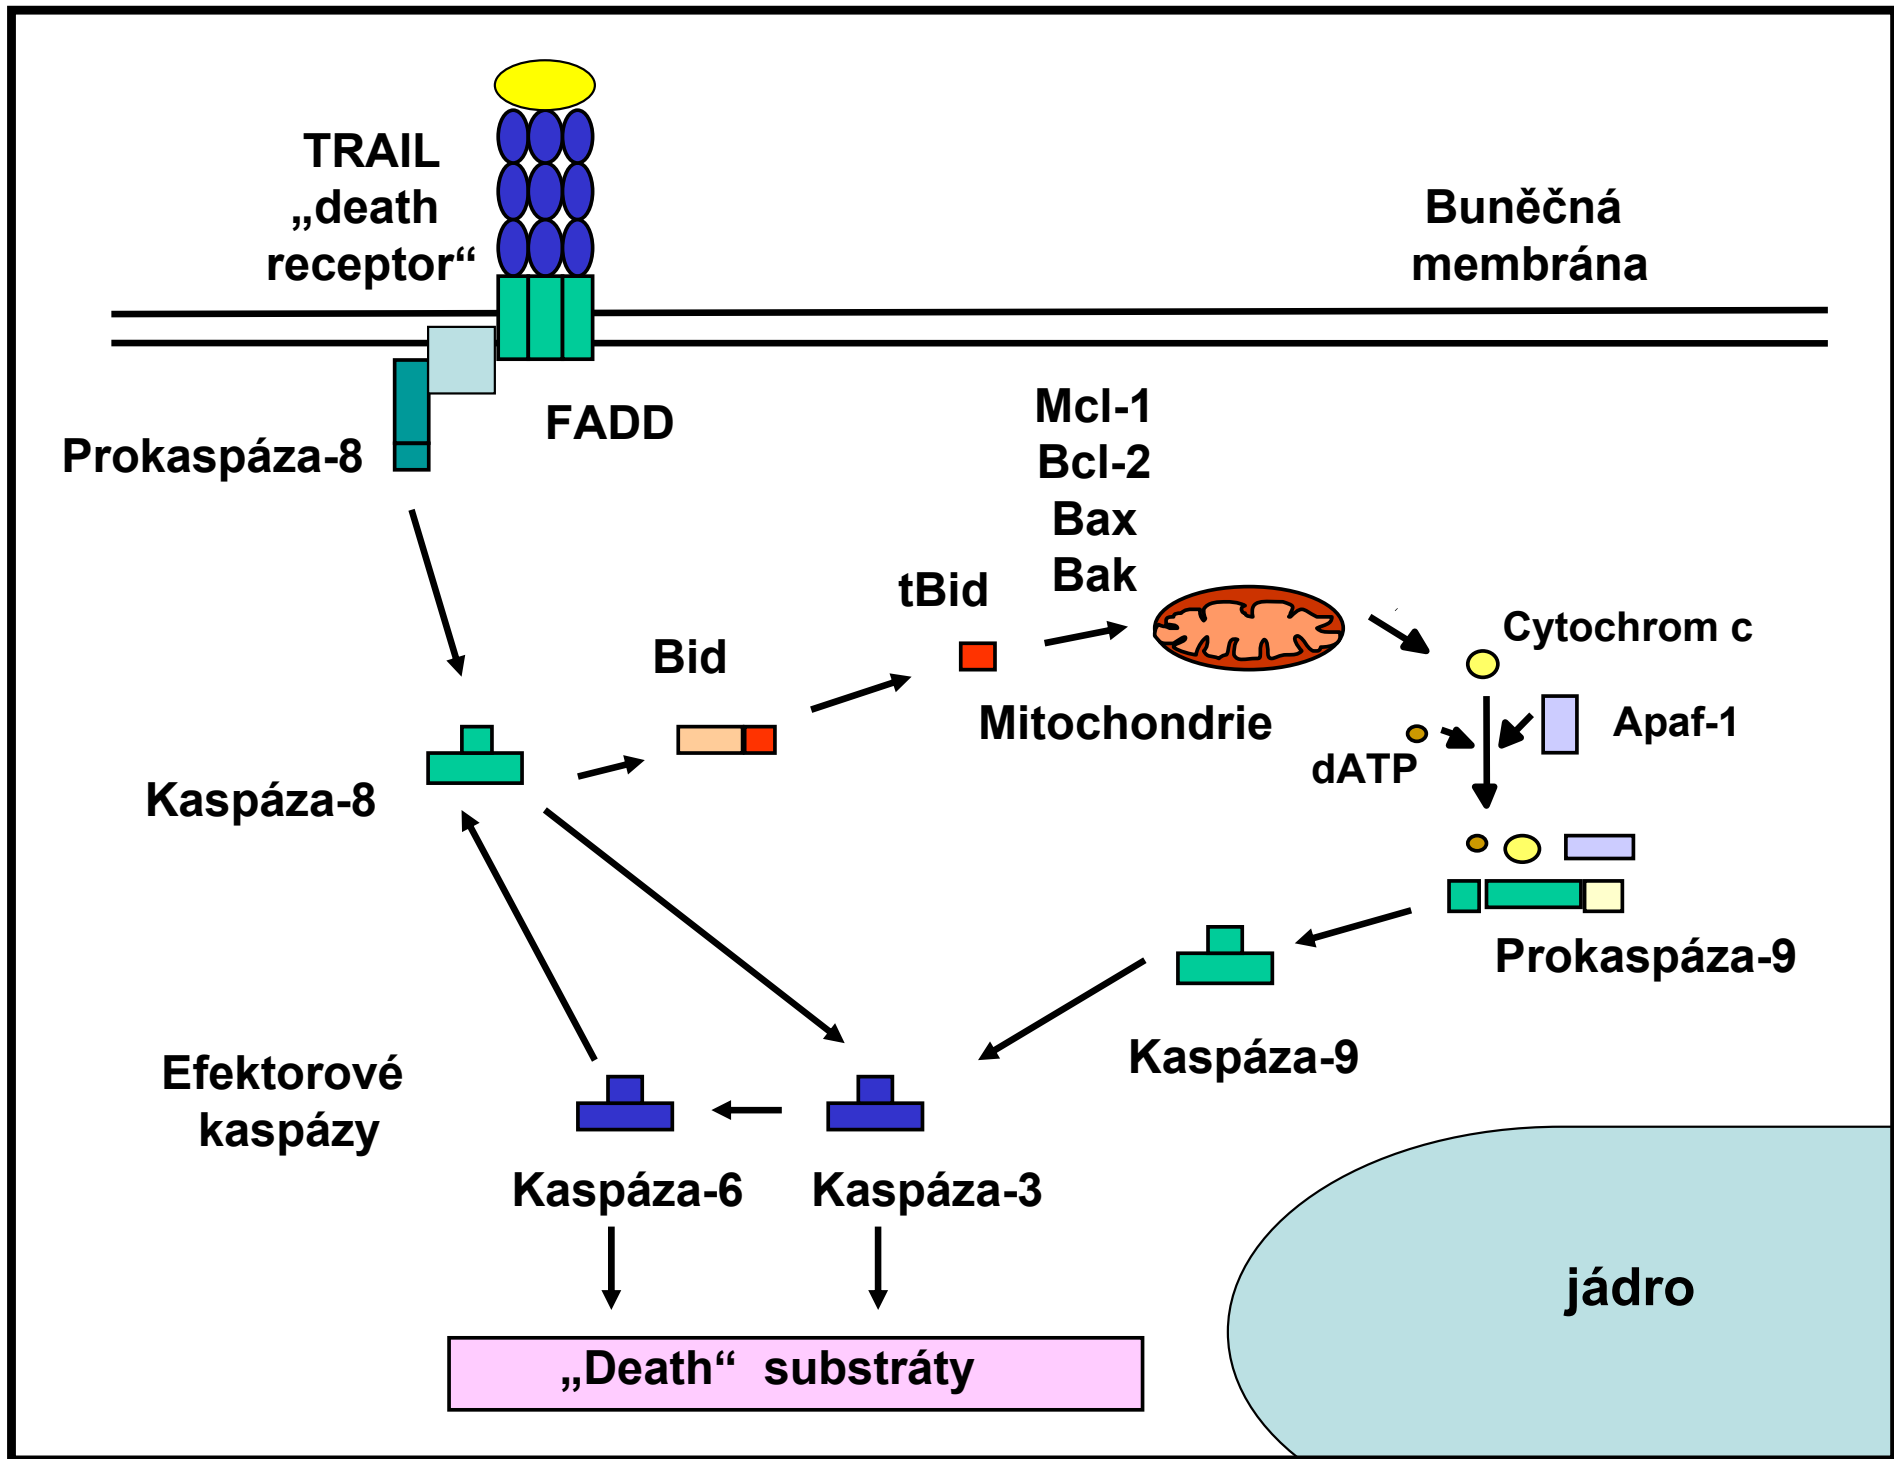 TRAIL
„death
receptor“
Buněčná
membrána
FADD
Prokaspáza-8
Mcl-1
Bcl-2
Bax
Bak
tBid
Bid
Mitochondrie
Cytochrom c
Apaf-1
dATP
Kaspáza-8
Prokaspáza-9
Kaspáza-9
Efektorové
kaspázy
Kaspáza-6
Kaspáza-3
jádro
„Death“ substráty